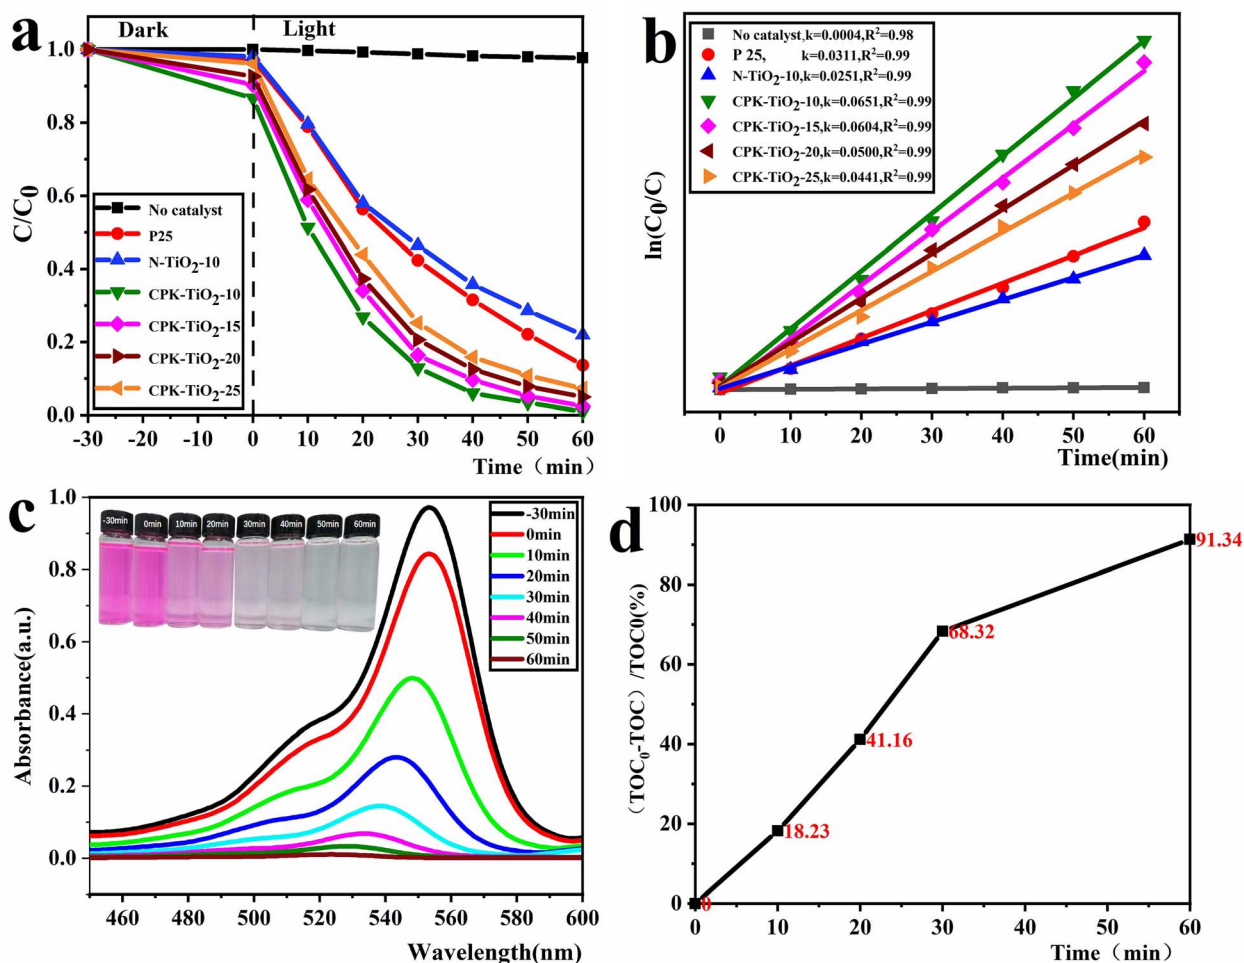 a
Dark
Light
1.0
0.8
0.6
0.4
0.2
0.0
C/C₀
No catalyst
P25
N-TiO₂-10
CPK-TiO₂-10
CPK-TiO₂-15
CPK-TiO₂-20
CPK-TiO₂-25
-30 -20 -10 0 10 20 30 40 50 60
Time（min）
b
ln(C₀/C)
No catalyst,k=0.0004,R²=0.98
P 25, k=0.0311,R²=0.99
N-TiO₂-10,k=0.0251,R²=0.99
CPK-TiO₂-10,k=0.0651,R²=0.99
CPK-TiO₂-15,k=0.0604,R²=0.99
CPK-TiO₂-20,k=0.0500,R²=0.99
CPK-TiO₂-25,k=0.0441,R²=0.99
0 10 20 30 40 50 60
Time(min)
c
1.0
0.8
0.6
0.4
0.2
0.0
Absorbance(a.u.)
-30min 0min 10min 20min 30min 40min 50min 60min
-30min
0min
10min
20min
30min
40min
50min
60min
460 480 500 520 540 560 580 600
Wavelength(nm)
d
100
80
60
40
20
0
（TOC₀-TOC）/TOC0(%)
0
18.23
41.16
68.32
91.34
0 10 20 30 40 50 60
Time（min）